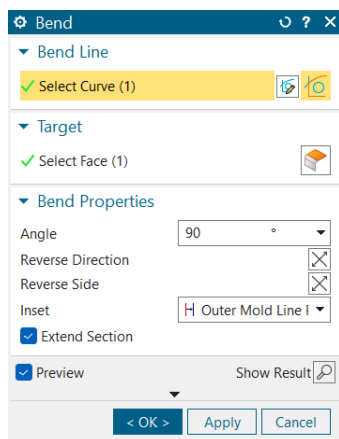 Bend
Bend Line
Select Curve (1)
Target
Select Face (1)
Bend Properties
Angle 90 °
Reverse Direction
Reverse Side
Inset Outer Mold Line
Extend Section
Preview Show Result
< OK > Apply Cancel